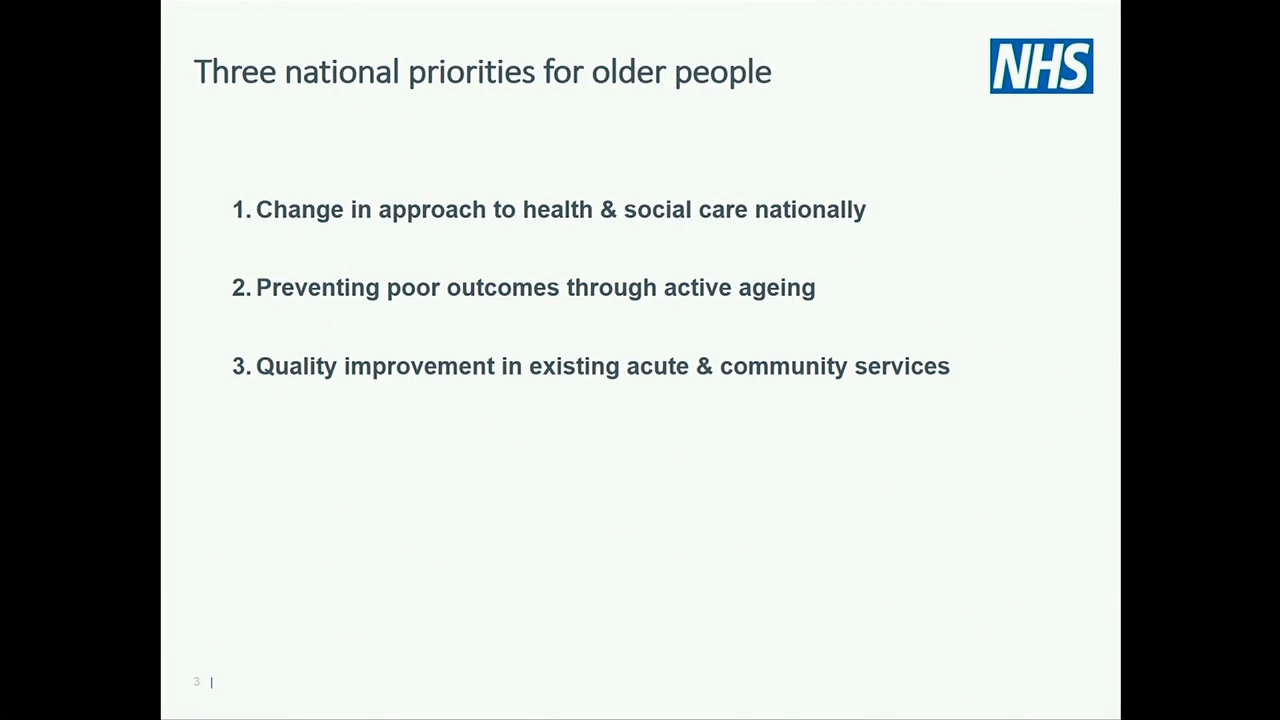 Three national priorities for older people
NHS
1. Change in approach to health & social care nationally
2. Preventing poor outcomes through active ageing
3. Quality improvement in existing acute & community services
3 |